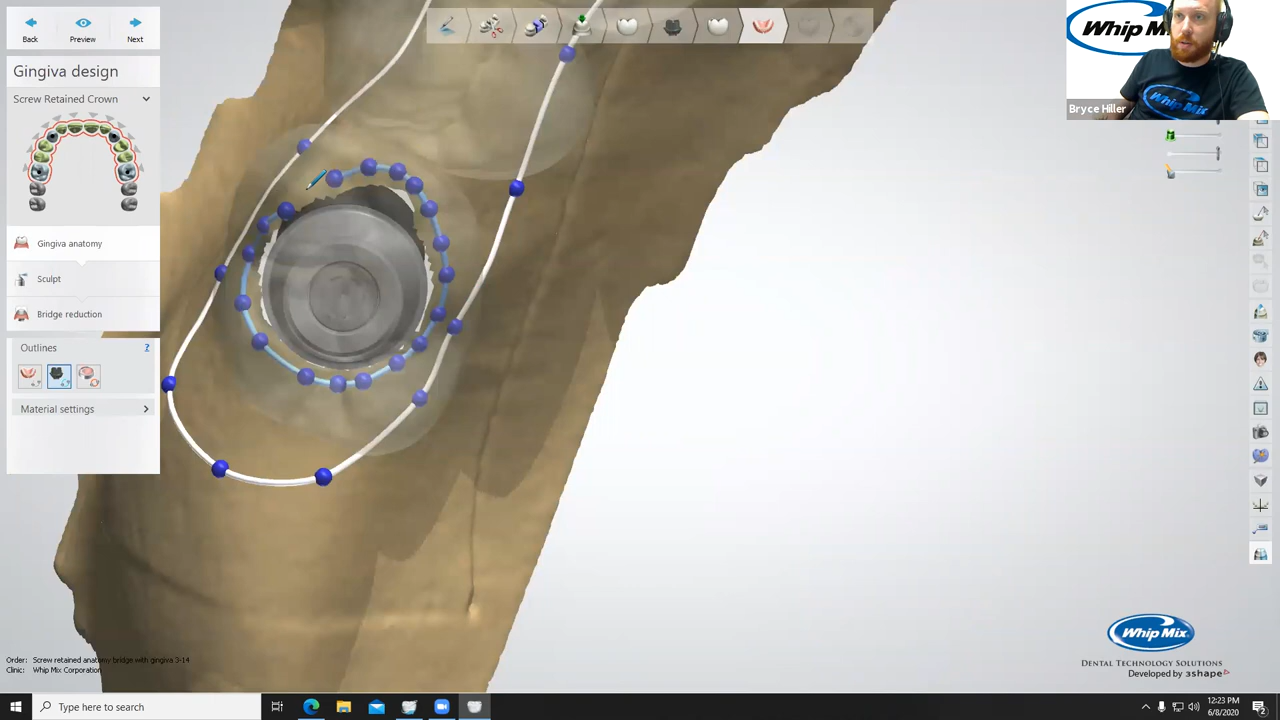 Back
Preview
Next
Gingiva design
Screw Retained Crown
Gingiva anatomy
Sculpt
Bridge reduction
Outlines
?
Material settings
Whip M
Bryce Hiller
Whip Mix
Order: Screw retained anatomy bridge with gingiva 3-14
Clinic: Whip Mix Corporation
Whip Mix
DENTAL TECHNOLOGY SOLUTIONS
Developed by 3shape
Type here to search
12:23 PM
6/8/2020
2